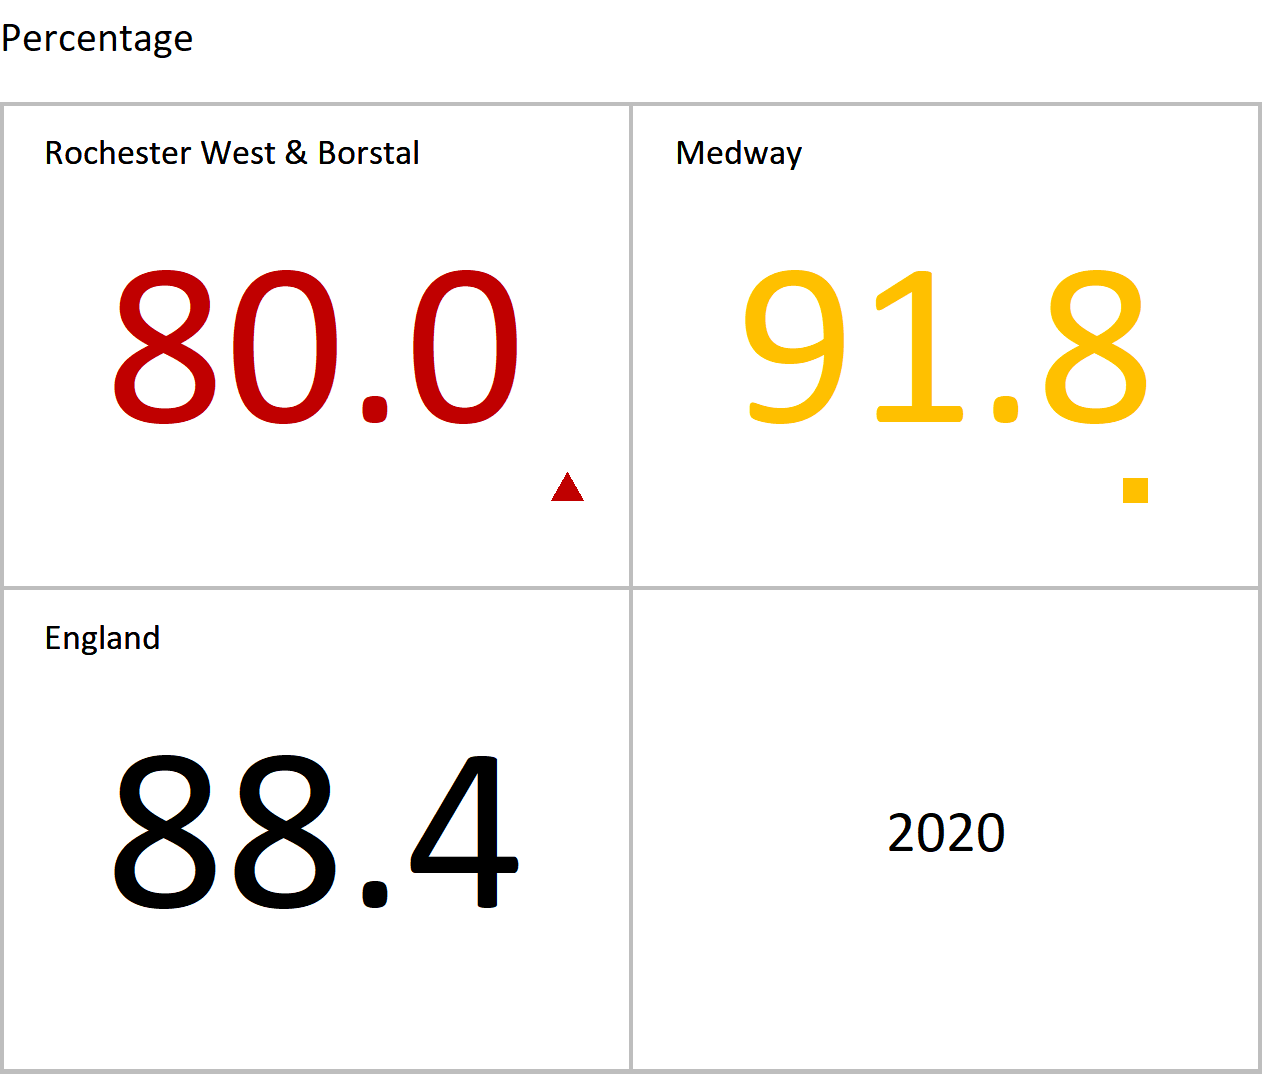 Percentage
Rochester West & Borstal
Medway
80.0
91.8
England
88.4
2020